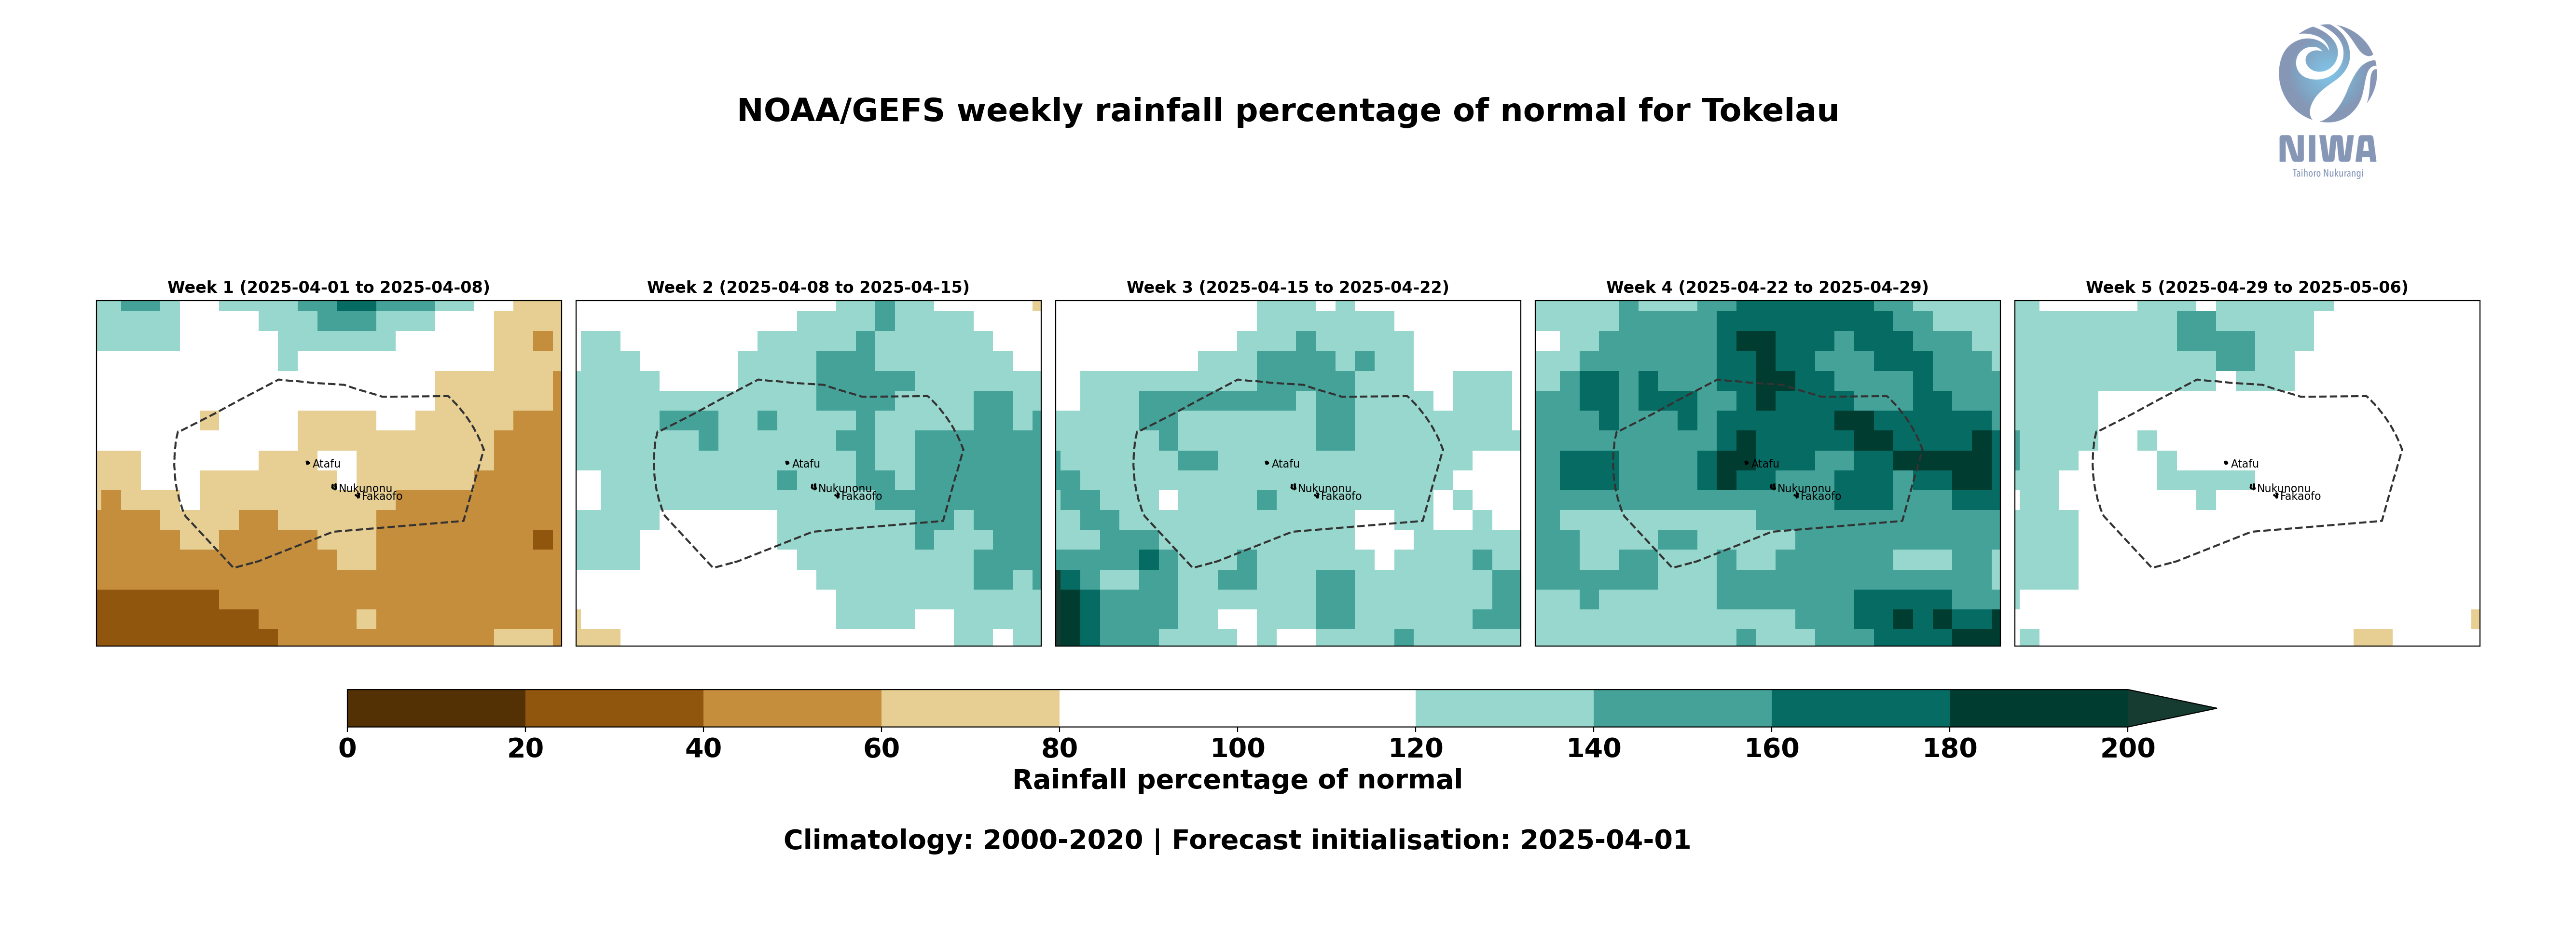 NOAA/GEFS weekly rainfall percentage of normal for Tokelau
NIWA
Taihoro Nukurangi
Week 1 (2025-04-01 to 2025-04-08)
Week 2 (2025-04-08 to 2025-04-15)
Week 3 (2025-04-15 to 2025-04-22)
Week 4 (2025-04-22 to 2025-04-29)
Week 5 (2025-04-29 to 2025-05-06)
Atafu
Nukunonu
Fakaofo
Atafu
Nukunonu
Fakaofo
Atafu
Nukunonu
Fakaofo
Atafu
Nukunonu
Fakaofo
Atafu
Nukunonu
Fakaofo
0 20 40 60 80 100 120 140 160 180 200
Rainfall percentage of normal
Climatology: 2000-2020 | Forecast initialisation: 2025-04-01